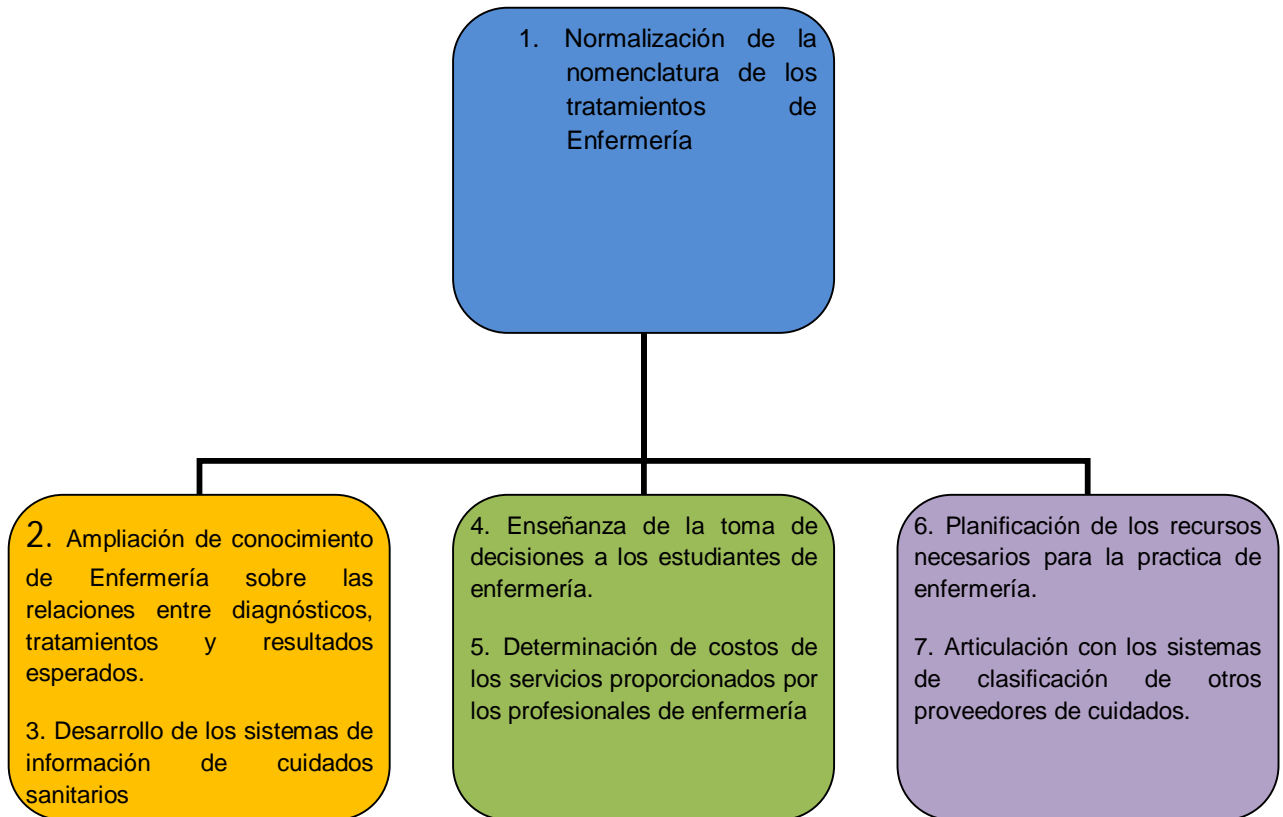 1. Normalización de la
nomenclatura de los
tratamientos de
Enfermería
2. Ampliación de conocimiento
de Enfermería sobre las
relaciones entre diagnósticos,
tratamientos y resultados
esperados.
3. Desarrollo de los sistemas de
información de cuidados
sanitarios
4. Enseñanza de la toma de
decisiones a los estudiantes de
enfermería.
5. Determinación de costos de
los servicios proporcionados por
los profesionales de enfermería
6. Planificación de los recursos
necesarios para la practica de
enfermería.
7. Articulación con los sistemas
de clasificación de otros
proveedores de cuidados.